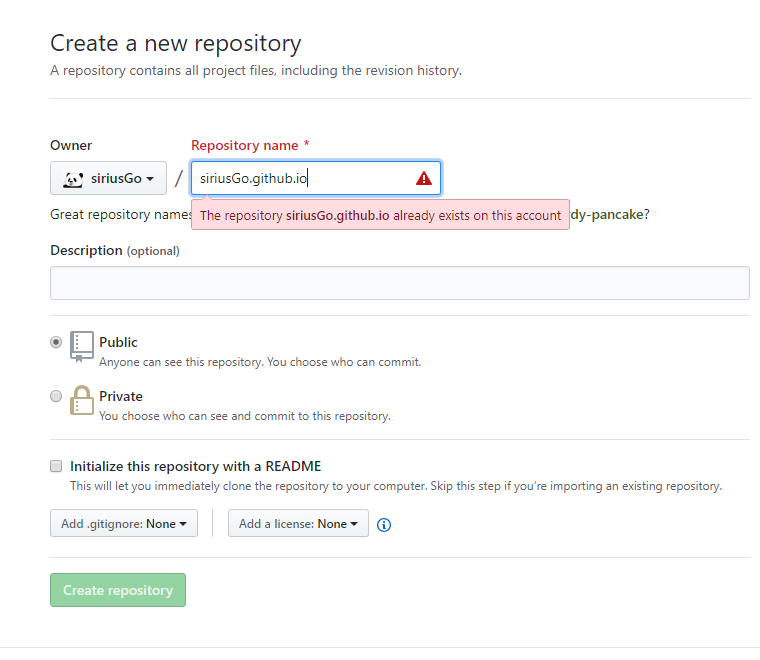 Create a new repository
A repository contains all project files, including the revision history.
Owner
Repository name *
siriusGo / siriusGo.github.io
Great repository names
The repository siriusGo.github.io already exists on this account
dy-pancake?
Description (optional)
Public
Anyone can see this repository. You choose who can commit.
Private
You choose who can see and commit to this repository.
Initialize this repository with a README
This will let you immediately clone the repository to your computer. Skip this step if you're importing an existing repository.
Add .gitignore: None
Add a license: None
Create repository